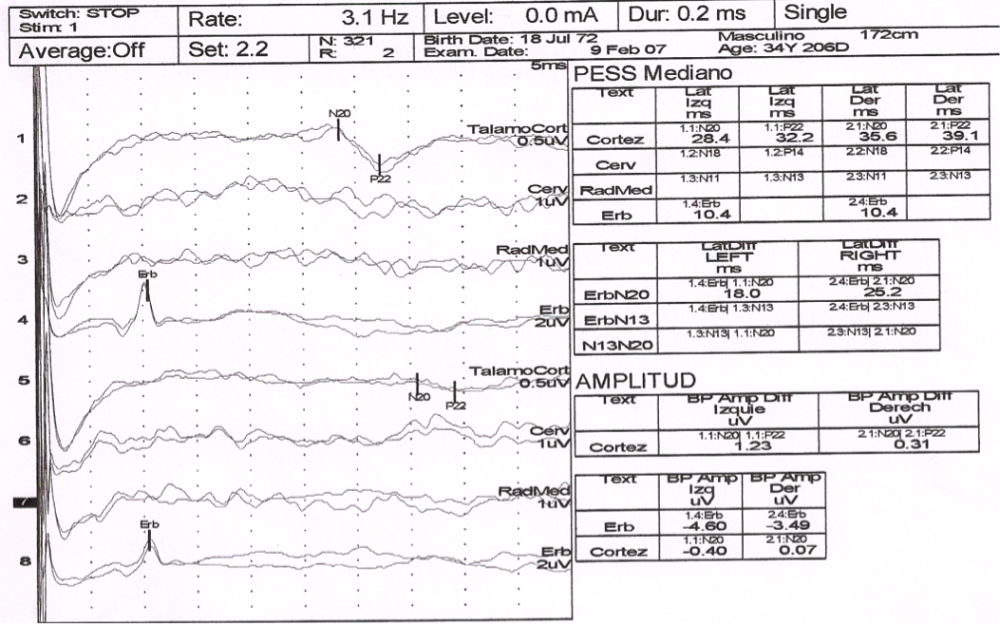 Switch: STOP
Stim: 1
Rate: 3.1 Hz
Level: 0.0 mA
Dur: 0.2 ms
Single
Average:Off
Set: 2.2
N: 321
R: 2
Birth Date: 18 Jul 72 Masculino 172cm
Exam. Date: 9 Feb 07 Age: 34Y 206D
5ms
1
N20
P22
TalamoCort
0.5uV
2
Cerv
1uV
3
RadMed
1uV
Erb
4
Erb
2uV
5
TalamoCort
0.5uV
N20
P22
6
Cerv
1uV
7
RadMed
1uV
Erb
8
Erb
2uV
PESS Mediano
Text Lat Izq ms Lat Izq ms Lat Der ms Lat Der ms
1.1:N20 1.1:P22 2.1:N20 2.1:P22
Cortez 28.4 32.2 35.6 39.1
1.2:N18 1.2:P14 2.2:N18 2.2:P14
Cerv
1.3:N11 1.3:N13 2.3:N11 2.3:N13
RadMed
1.4:Erb 2.4:Erb
Erb 10.4 10.4
Text LatDiff LEFT ms LatDiff RIGHT ms
1.4:Erb| 1.1:N20 2.4:Erb| 2.1:N20
ErbN20 18.0 25.2
1.4:Erb| 1.3:N13 2.4:Erb| 2.3:N13
ErbN13
1.3:N13| 1.1:N20 2.3:N13| 2.1:N20
N13N20
AMPLITUD
Text BP Amp Diff Izquie uV BP Amp Diff Derech uV
1.1:N20| 1.1:P22 2.1:N20| 2.1:P22
Cortez 1.23 0.31
Text BP Amp Izq uV BP Amp Der uV
1.4:Erb 2.4:Erb
Erb -4.60 -3.49
1.1:N20 2.1:N20
Cortez -0.40 0.07